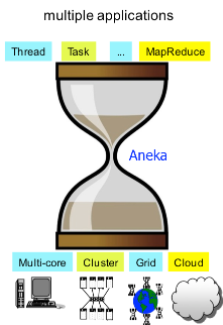 multiple applications
Thread Task ... MapReduce
Aneka
Multi-core Cluster Grid Cloud